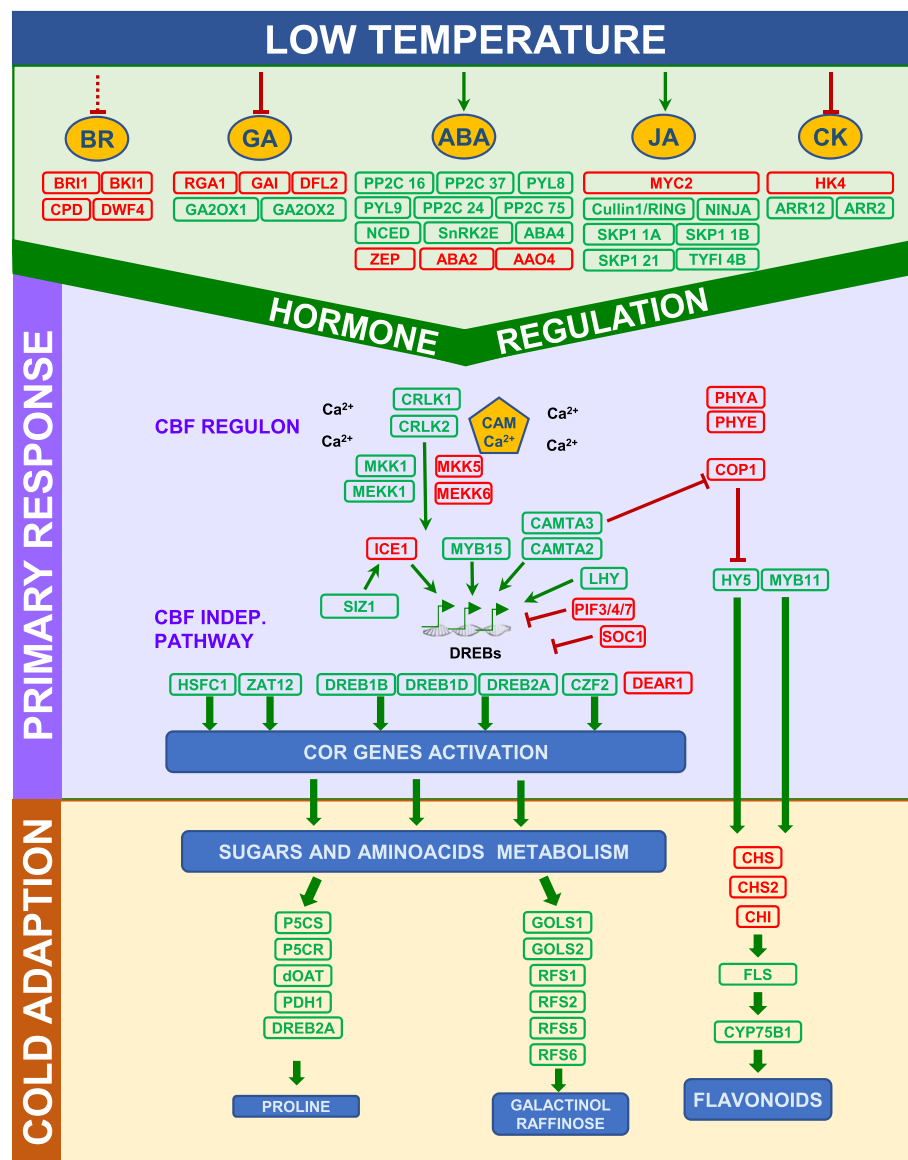 LOW TEMPERATURE
BR
GA
ABA
JA
CK
BRI1 BKI1
CPD DWF4
RGA1 GAI DFL2
GA2OX1 GA2OX2
PP2C 16 PP2C 37 PYL8
PYL9 PP2C 24 PP2C 75
NCED SnRK2E ABA4
ZEP ABA2 AAO4
MYC2
Cullin1/RING NINJA
SKP1 1A SKP1 1B
SKP1 21 TYFI 4B
HK4
ARR12 ARR2
HORMONE REGULATION
PRIMARY RESPONSE
CBF REGULON
Ca2+
Ca2+
CRLK1
CRLK2
CAM
Ca2+
Ca2+
Ca2+
PHYA
PHYE
MKK1 MKK5
MEKK1 MEKK6
COP1
CAMTA3
ICE1 MYB15 CAMTA2
HY5 MYB11
LHY
SIZ1
PIF3/4/7
CBF INDEP.
PATHWAY
SOC1
DREBs
HSFC1 ZAT12 DREB1B DREB1D DREB2A CZF2 DEAR1
COR GENES ACTIVATION
COLD ADAPTION
SUGARS AND AMINOACIDS METABOLISM
P5CS
P5CR
dOAT
PDH1
DREB2A
PROLINE
GOLS1
GOLS2
RFS1
RFS2
RFS5
RFS6
GALACTINOL
RAFFINOSE
CHS
CHS2
CHI
FLS
CYP75B1
FLAVONOIDS